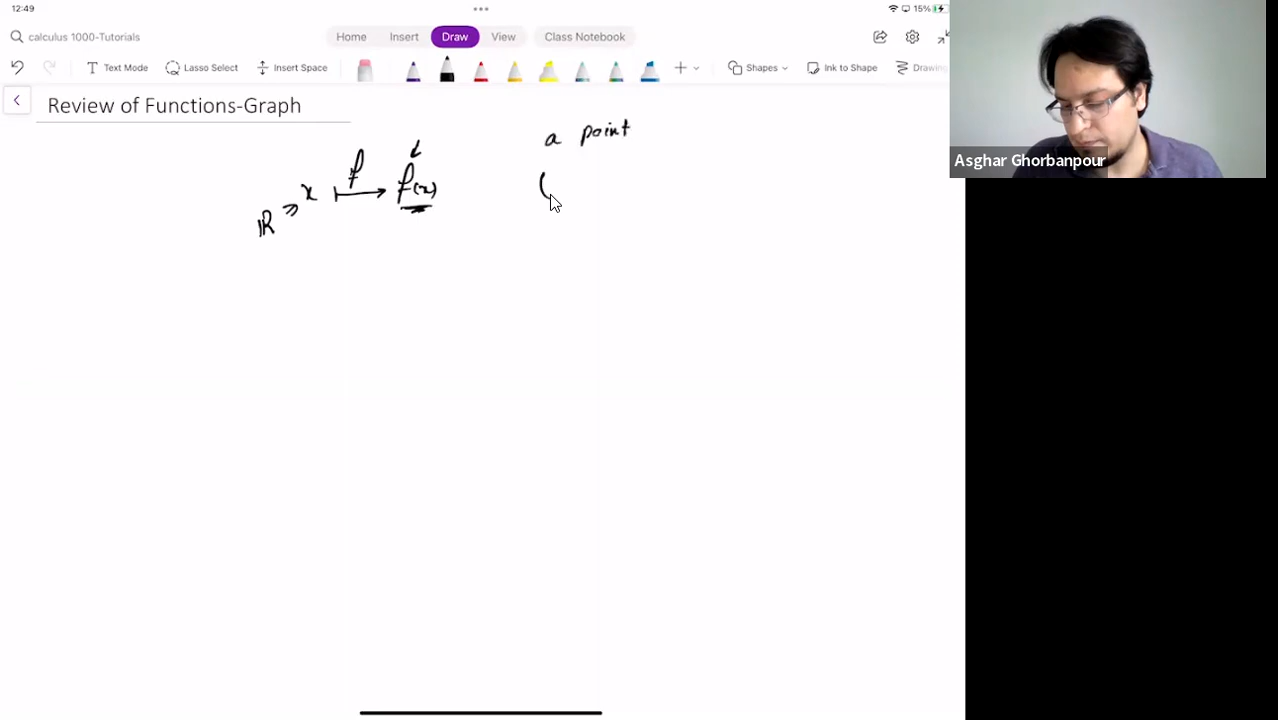 12:49
15%
calculus 1000-Tutorials
Home Insert Draw View Class Notebook
Text Mode Lasso Select Insert Space Shapes Ink to Shape Drawing
Review of Functions-Graph
a point
f
ℝ ∋ x ↦ f(x)
(
Asghar Ghorbanpour